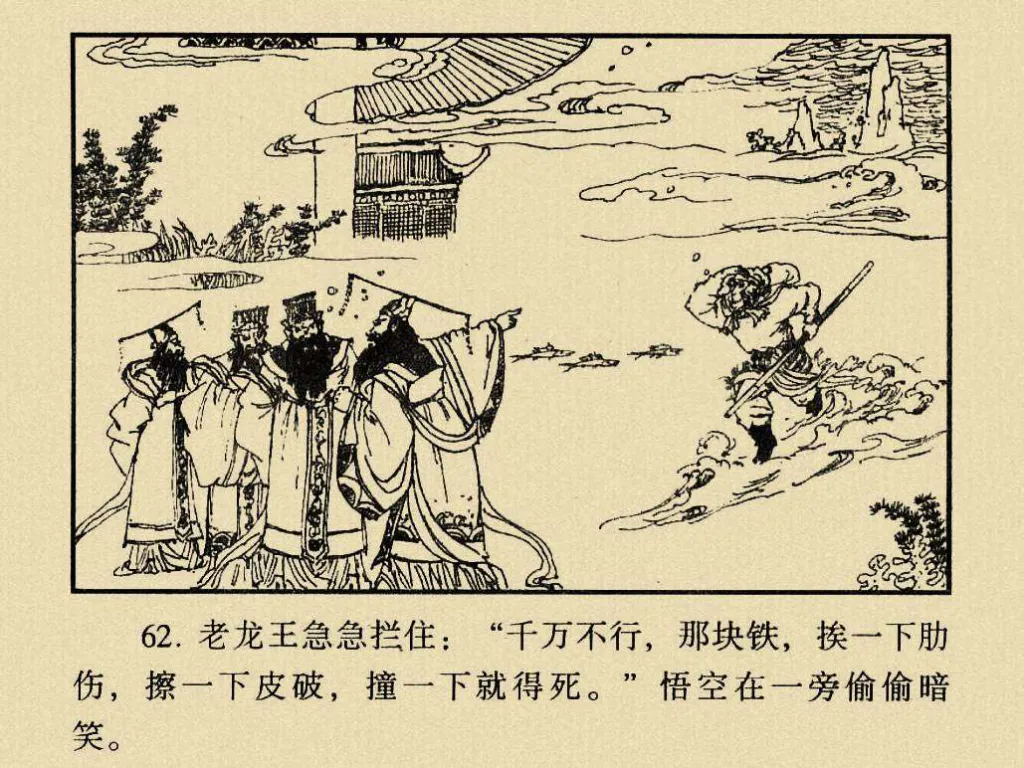 62. 老龙王急急拦住：“千万不行，那块铁，挨一下肋
伤，擦一下皮破，撞一下就得死。”悟空在一旁偷偷暗
笑。